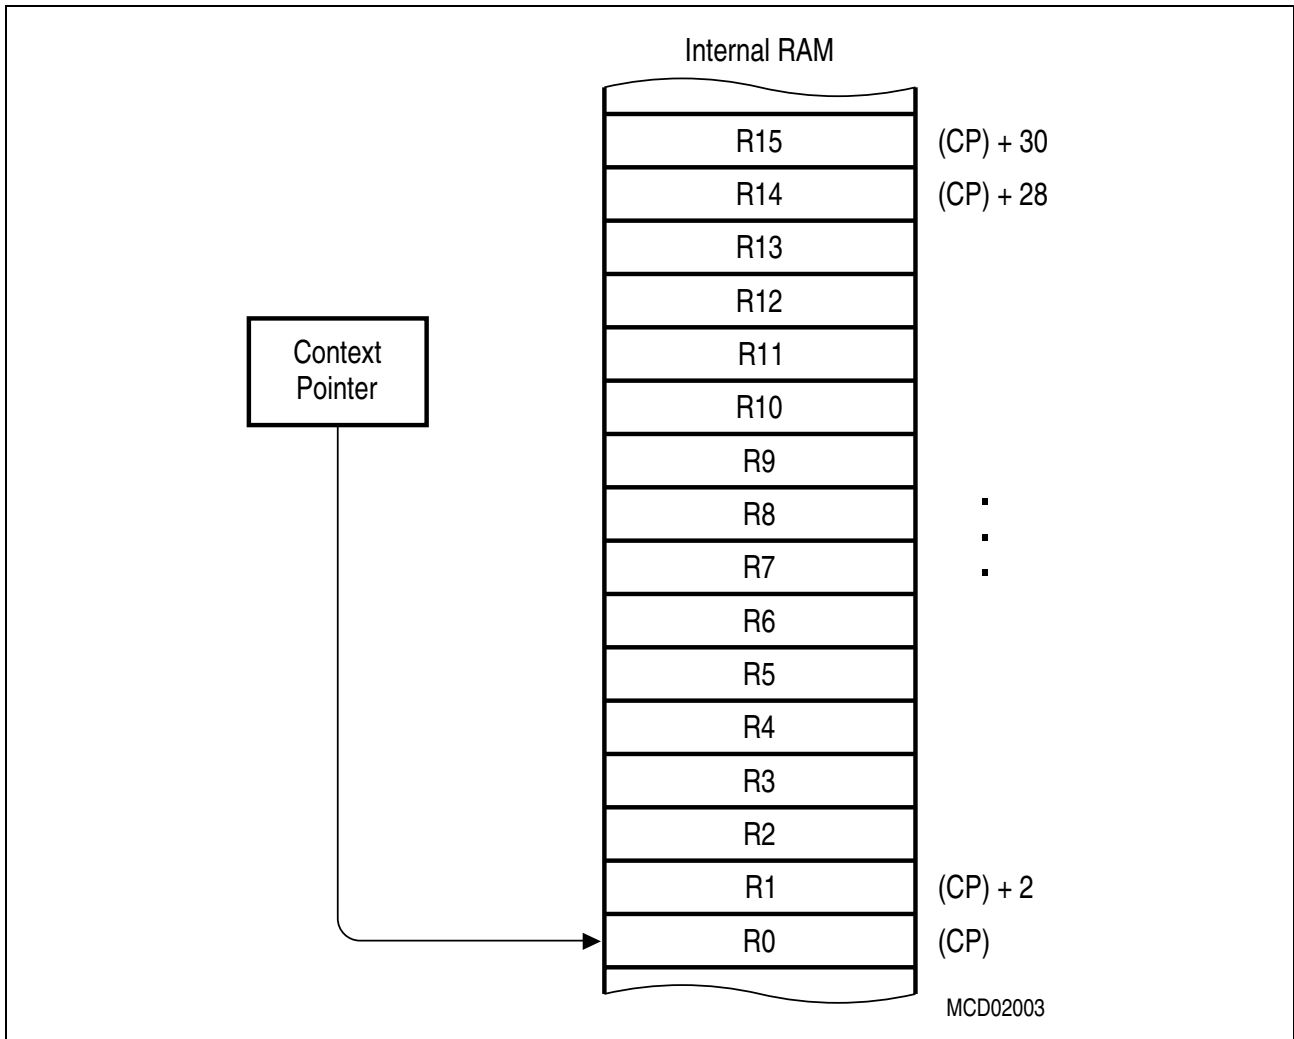 Internal RAM
R15 (CP) + 30
R14 (CP) + 28
R13
R12
R11
Context
Pointer
R10
R9
R8
R7
R6
R5
R4
R3
R2
R1 (CP) + 2
R0 (CP)
MCD02003